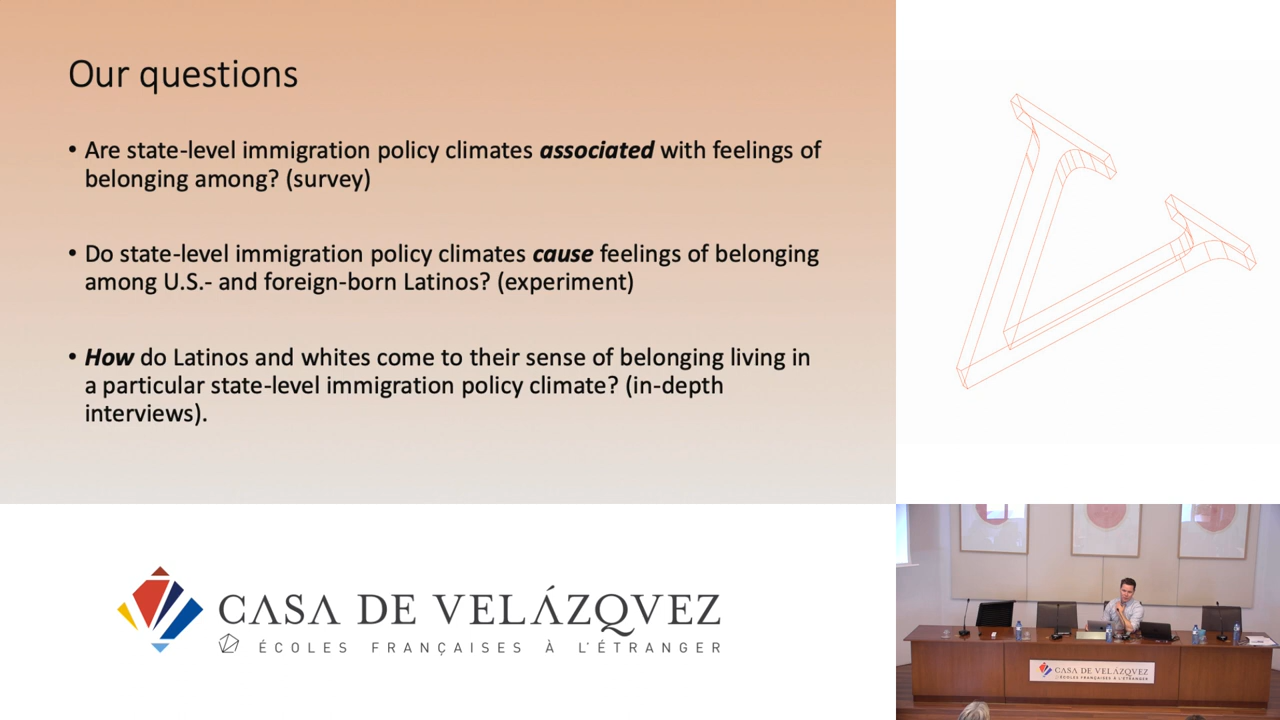 Our questions
• Are state-level immigration policy climates associated with feelings of
belonging among? (survey)
• Do state-level immigration policy climates cause feelings of belonging
among U.S.- and foreign-born Latinos? (experiment)
• How do Latinos and whites come to their sense of belonging living in
a particular state-level immigration policy climate? (in-depth
interviews).
CASA DE VELÁZQVEZ
ÉCOLES FRANÇAISES À L'ÉTRANGER
CASA DE VELÁZQVEZ
ÉCOLES FRANÇAISES À L'ÉTRANGER